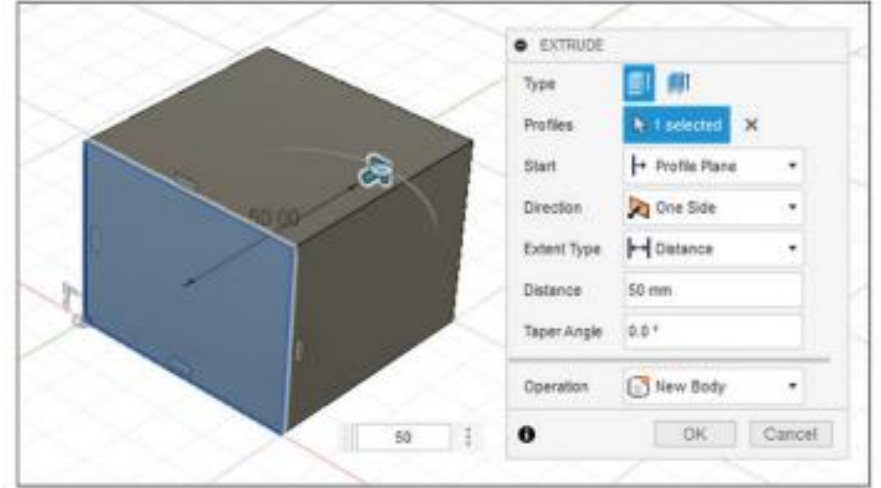 EXTRUDE
Type
Profiles 1 selected ×
Start Profile Plane
Direction One Side
Extent Type Distance
Distance 50 mm
Taper Angle 0.0 °
Operation New Body
OK Cancel
50.00
50